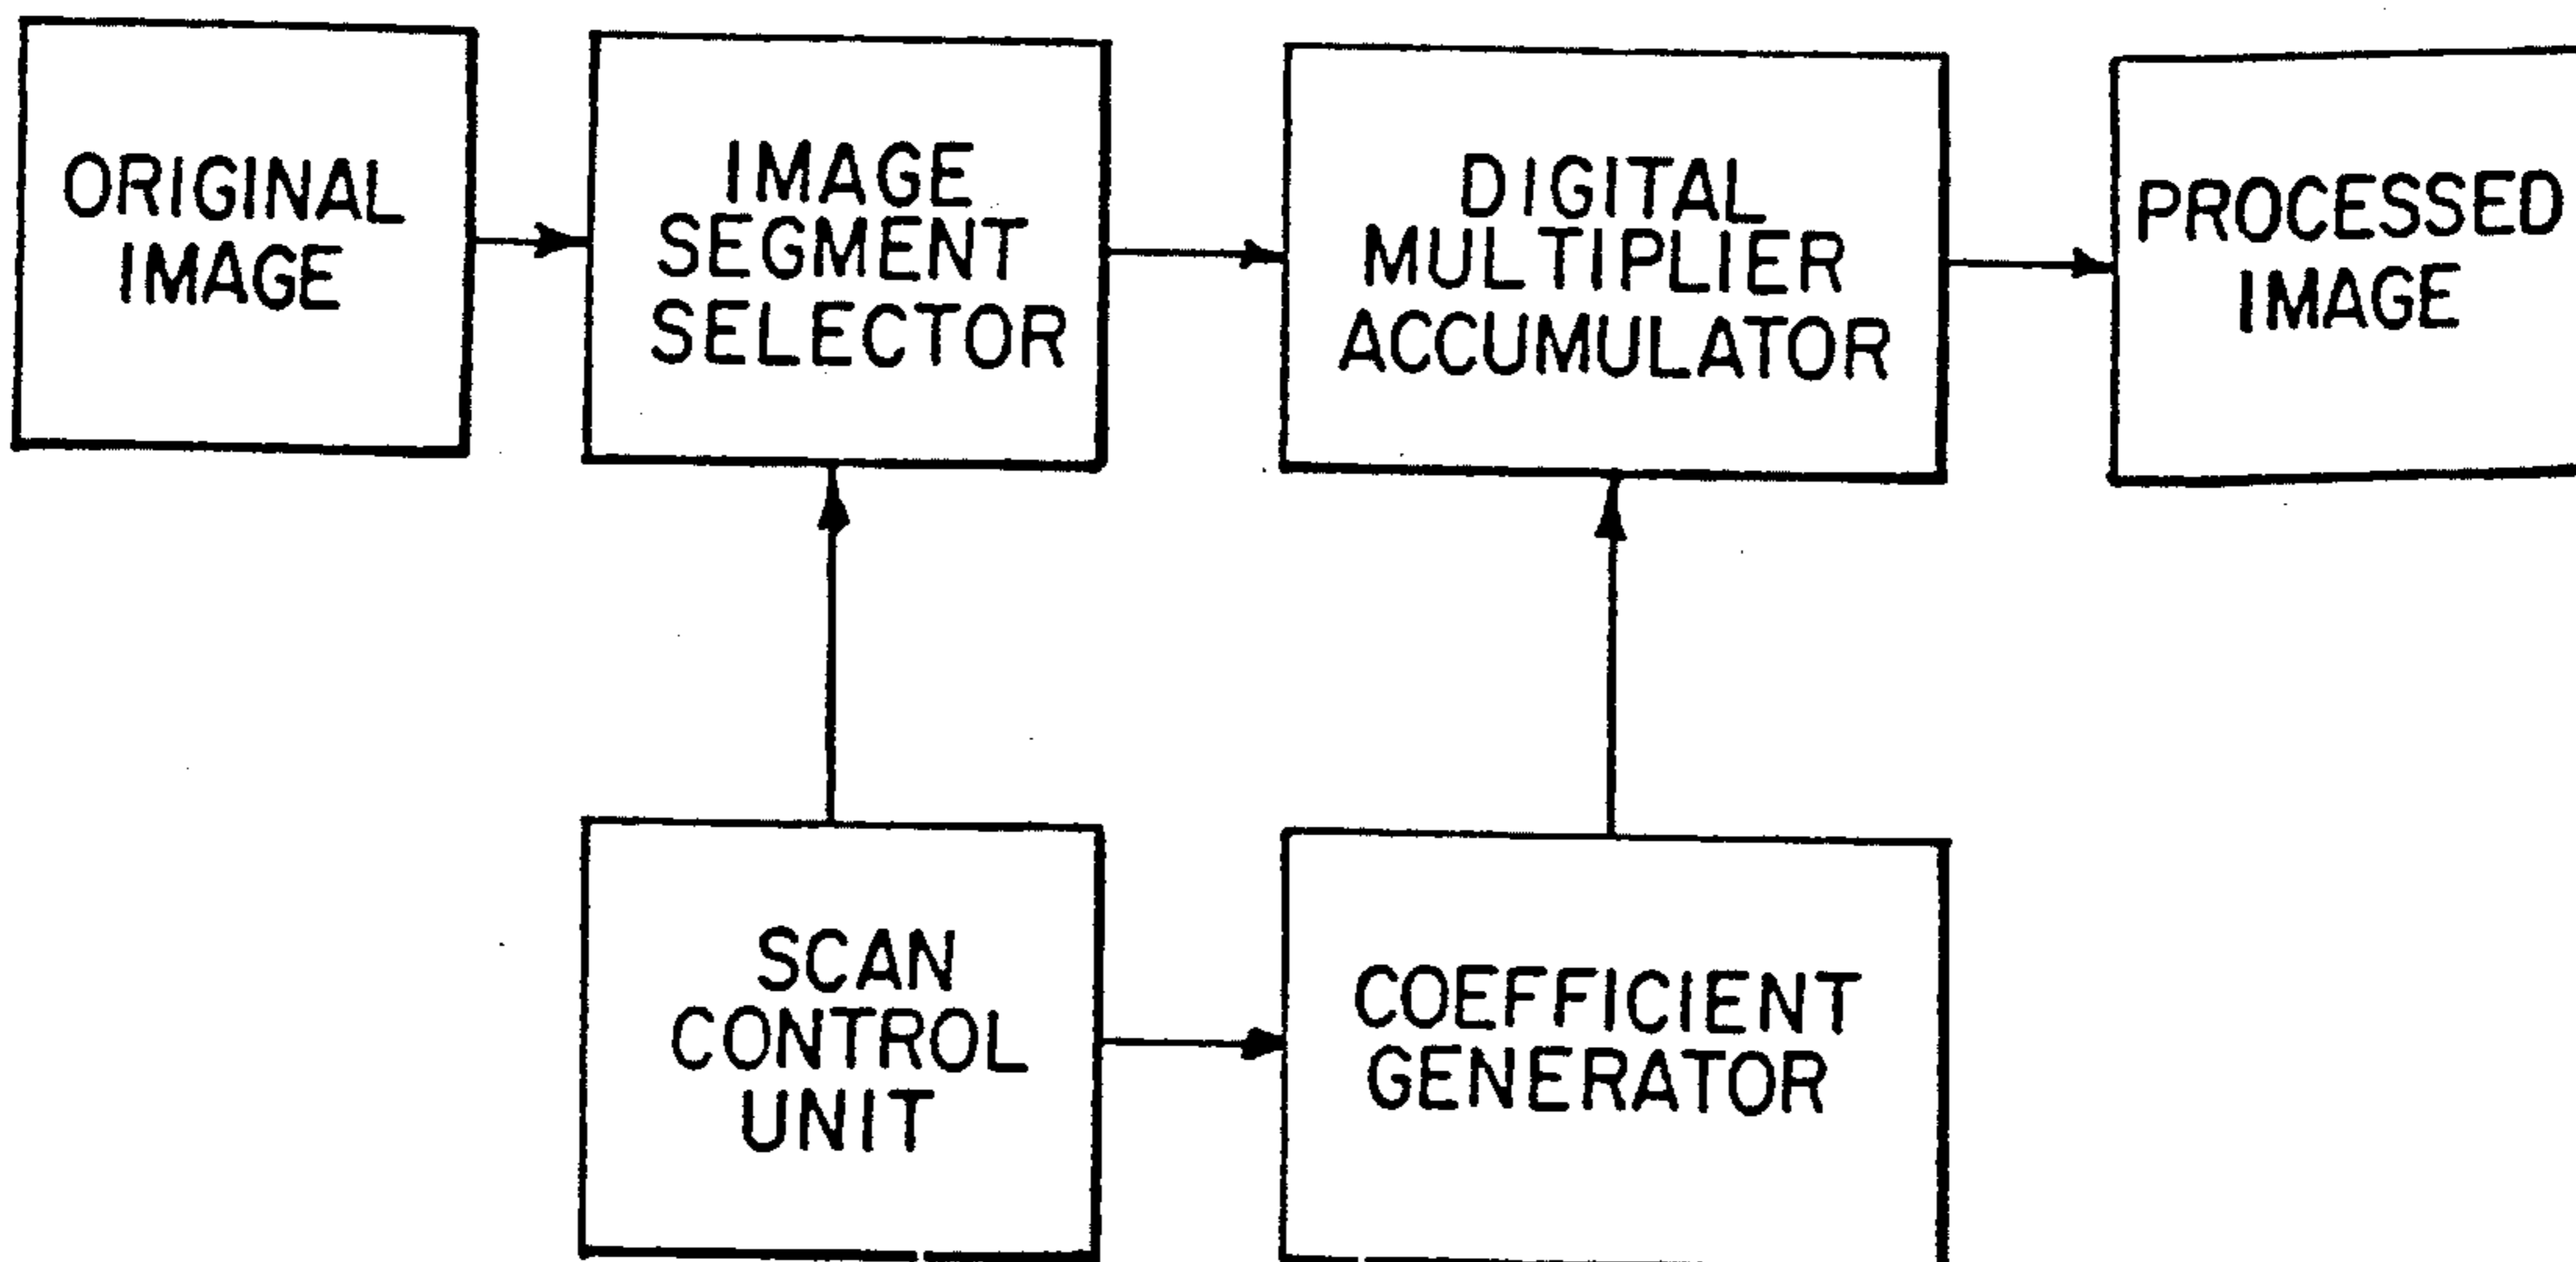 ORIGINAL
IMAGE
IMAGE
SEGMENT
SELECTOR
DIGITAL
MULTIPLIER
ACCUMULATOR
PROCESSED
IMAGE
SCAN
CONTROL
UNIT
COEFFICIENT
GENERATOR